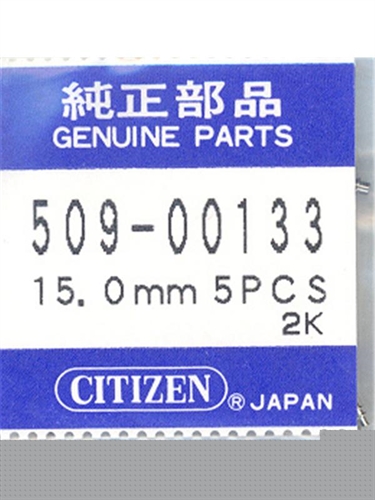 純正部品
GENUINE PARTS
509-00133
15.0mm 5PCS
2K
CITIZEN ® JAPAN